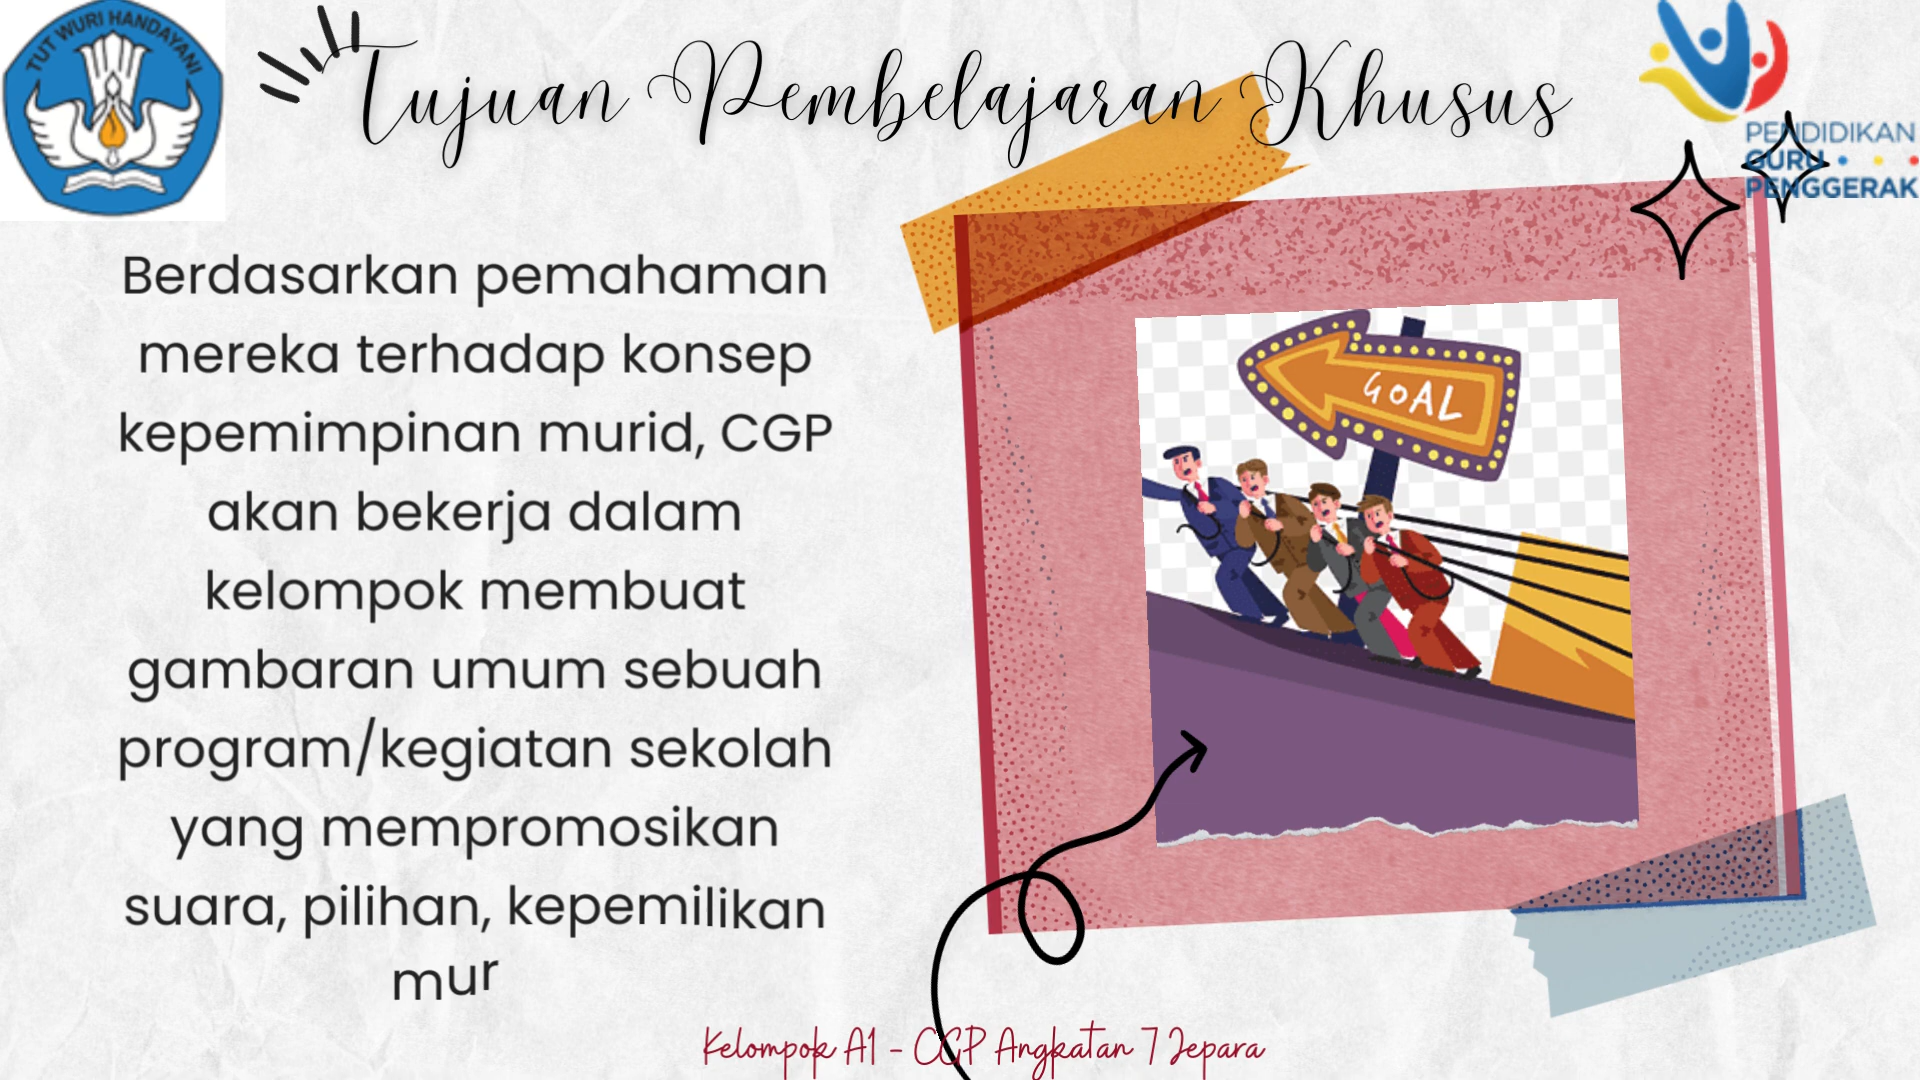 TUT WURI HANDAYANI
Tujuan Pembelajaran Khusus
PENDIDIKAN
GURU
PENGGERAK
Berdasarkan pemahaman
mereka terhadap konsep
kepemimpinan murid, CGP
akan bekerja dalam
kelompok membuat
gambaran umum sebuah
program/kegiatan sekolah
yang mempromosikan
suara, pilihan, kepemilikan
mur
GOAL
Kelompok A1 - CGP Angkatan 7 Jepara